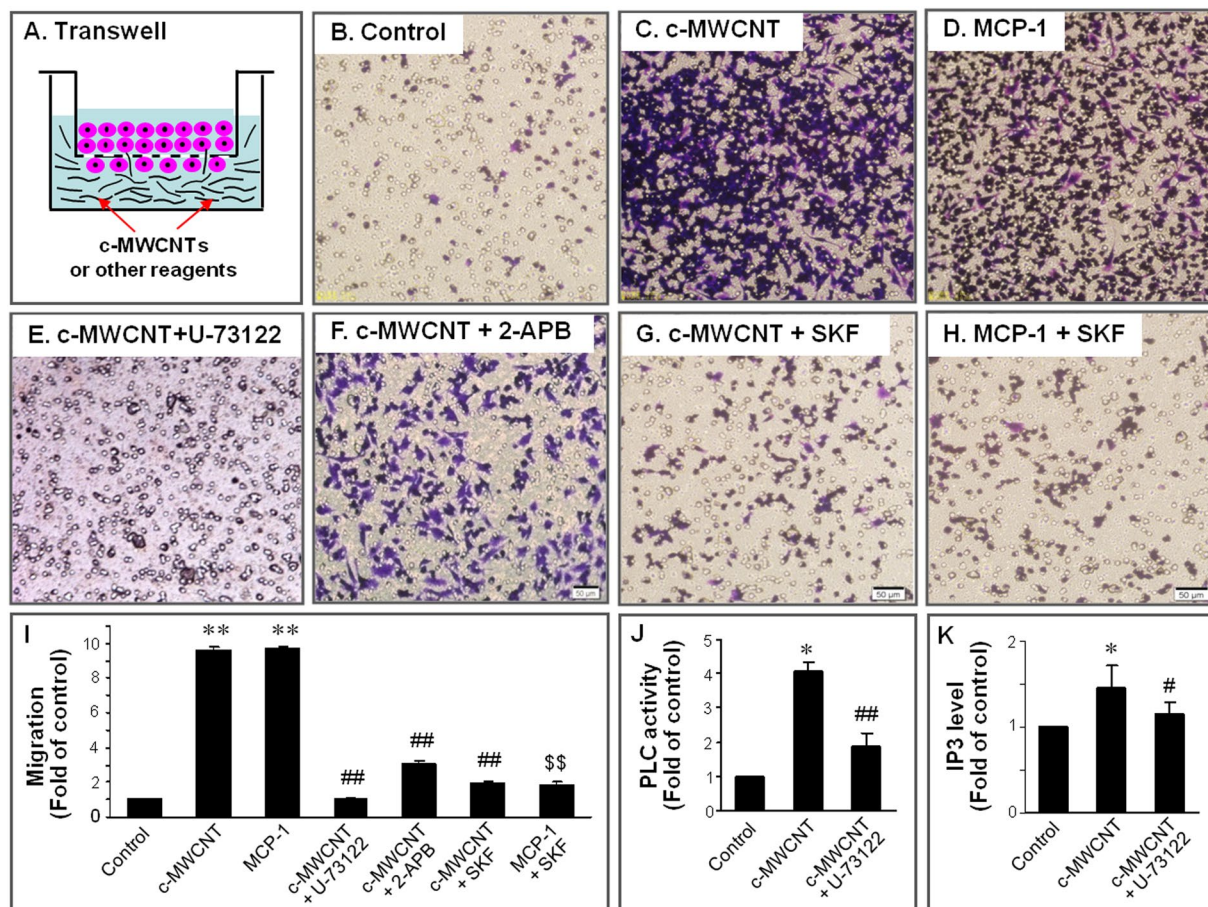 A. Transwell
c-MWCNTs
or other reagents
B. Control
C. c-MWCNT
D. MCP-1
E. c-MWCNT+U-73122
F. c-MWCNT + 2-APB
50 μm
G. c-MWCNT + SKF
50 μm
H. MCP-1 + SKF
50 μm
I
Migration
(Fold of control)
10
8
6
4
2
0
**
**
##
##
##
$$
Control
c-MWCNT
MCP-1
c-MWCNT
+ U-73122
c-MWCNT
+ 2-APB
c-MWCNT
+ SKF
MCP-1
+ SKF
J
PLC activity
(Fold of control)
5
4
3
2
1
0
*
##
Control
c-MWCNT
c-MWCNT
+ U-73122
K
IP3 level
(Fold of control)
2
1
0
*
#
Control
c-MWCNT
c-MWCNT
+ U-73122